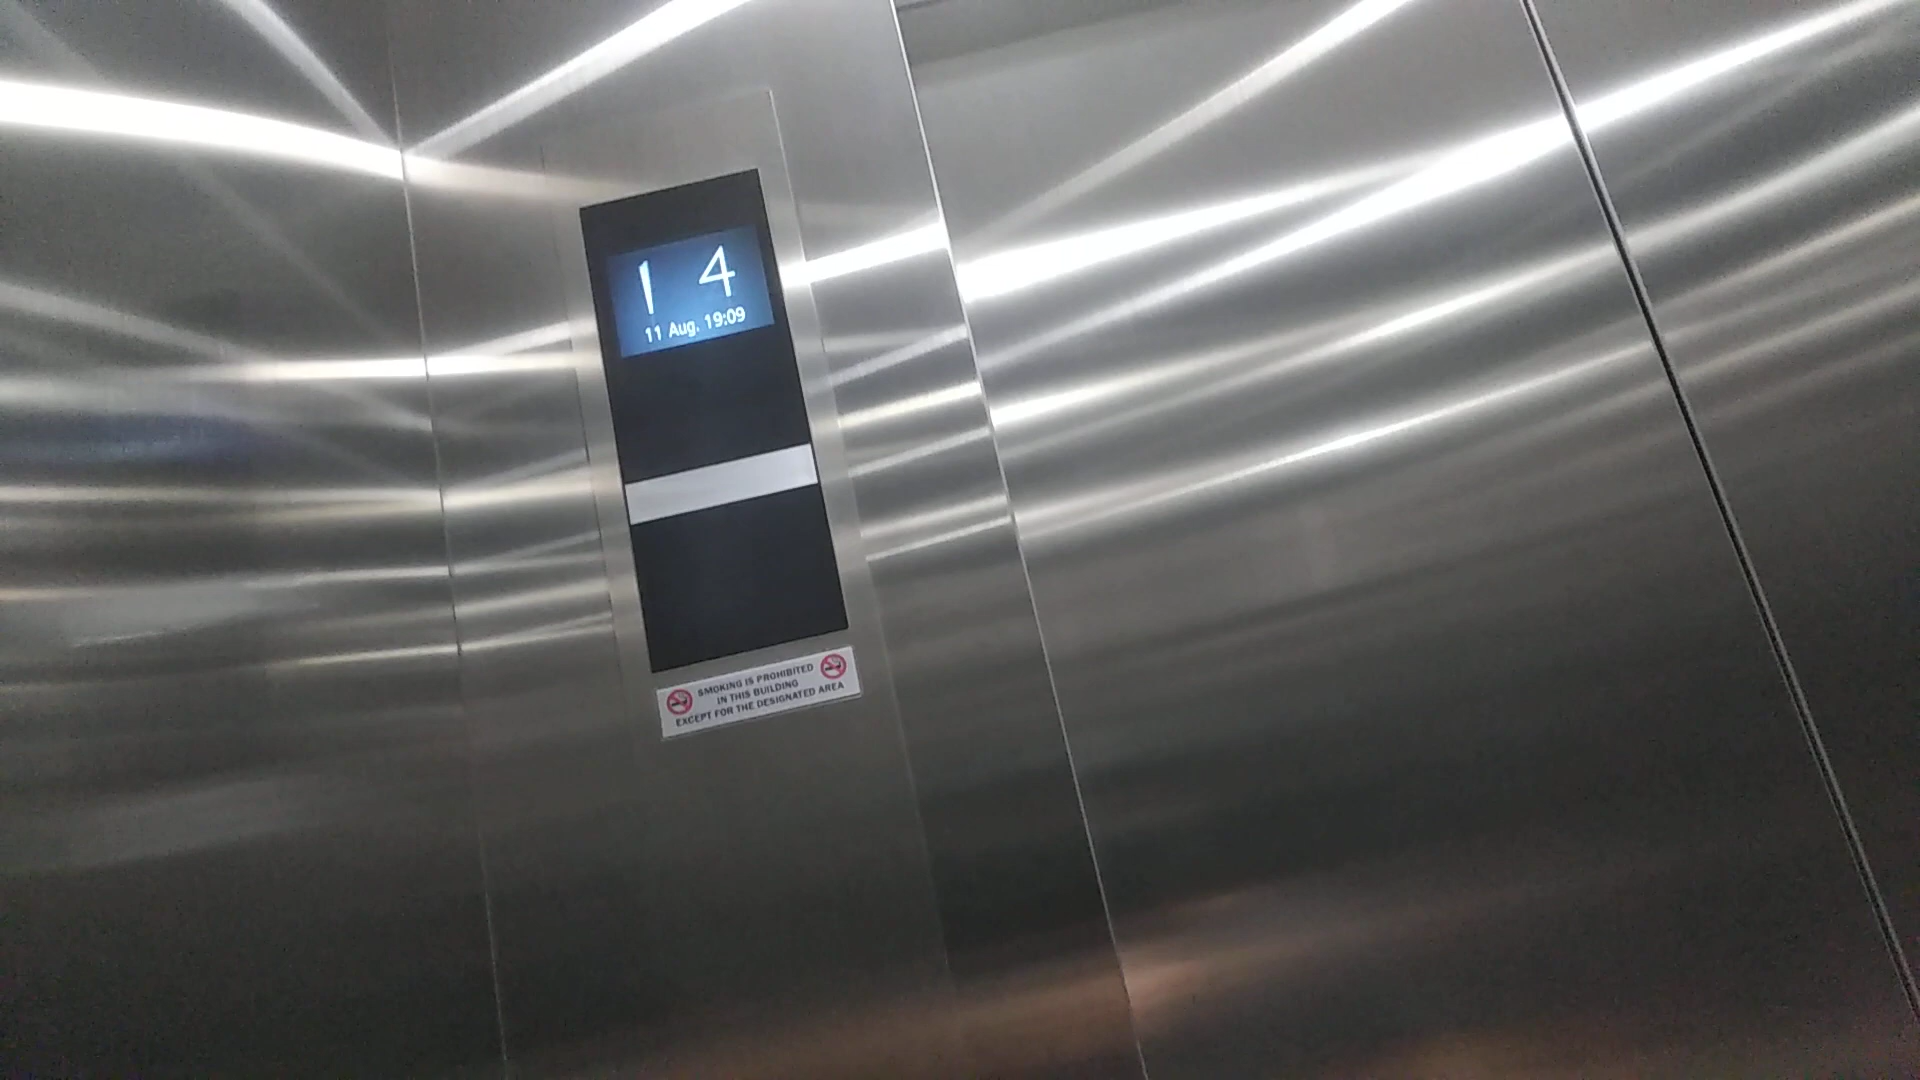 1 4
11 Aug. 19:09
SMOKING IS PROHIBITED
IN THIS BUILDING
EXCEPT FOR THE DESIGNATED AREA